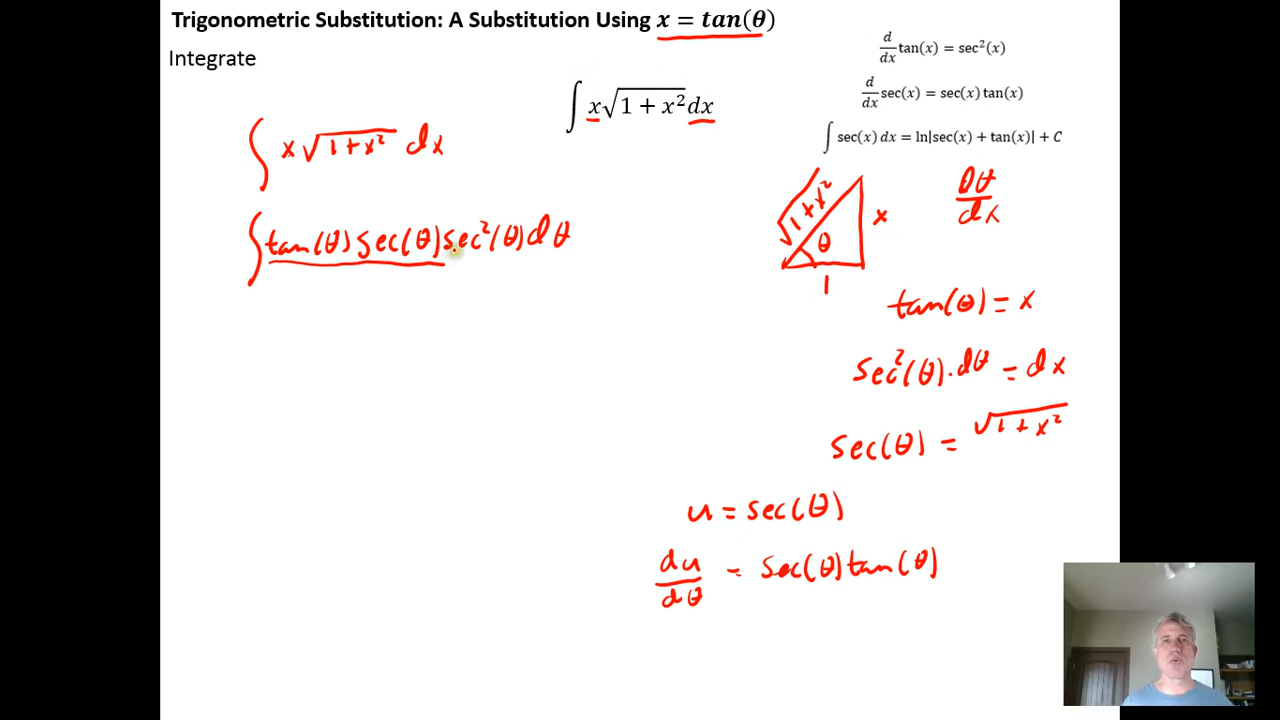 Trigonometric Substitution: A Substitution Using x = tan(θ)
Integrate
∫ x√(1 + x²) dx
d/dx tan(x) = sec²(x)
d/dx sec(x) = sec(x) tan(x)
∫ sec(x) dx = ln|sec(x) + tan(x)| + C
∫ x √(1+x²) dx
∫ tan(θ) sec(θ) sec²(θ) dθ
√(1+x²)
x
θ
1
dθ/dx
tan(θ) = x
sec²(θ)·dθ = dx
sec(θ) = √(1+x²)
u = sec(θ)
du/dθ = sec(θ)tan(θ)